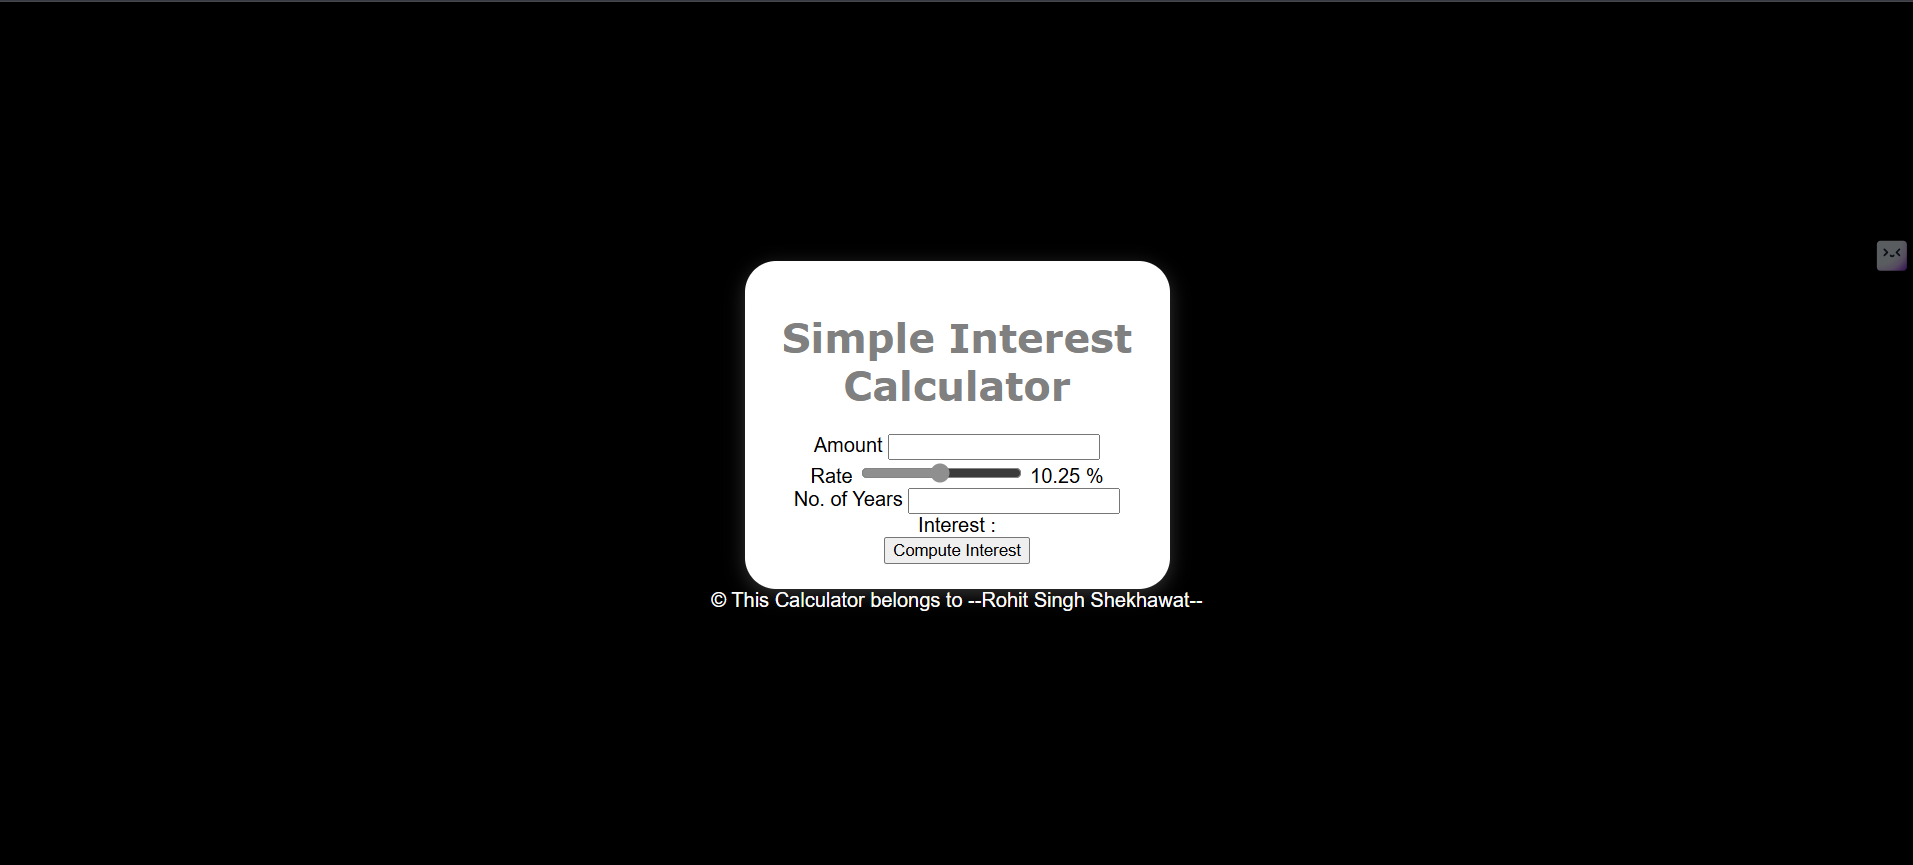 Simple Interest
Calculator
Amount
Rate 10.25 %
No. of Years
Interest :
Compute Interest
© This Calculator belongs to --Rohit Singh Shekhawat--